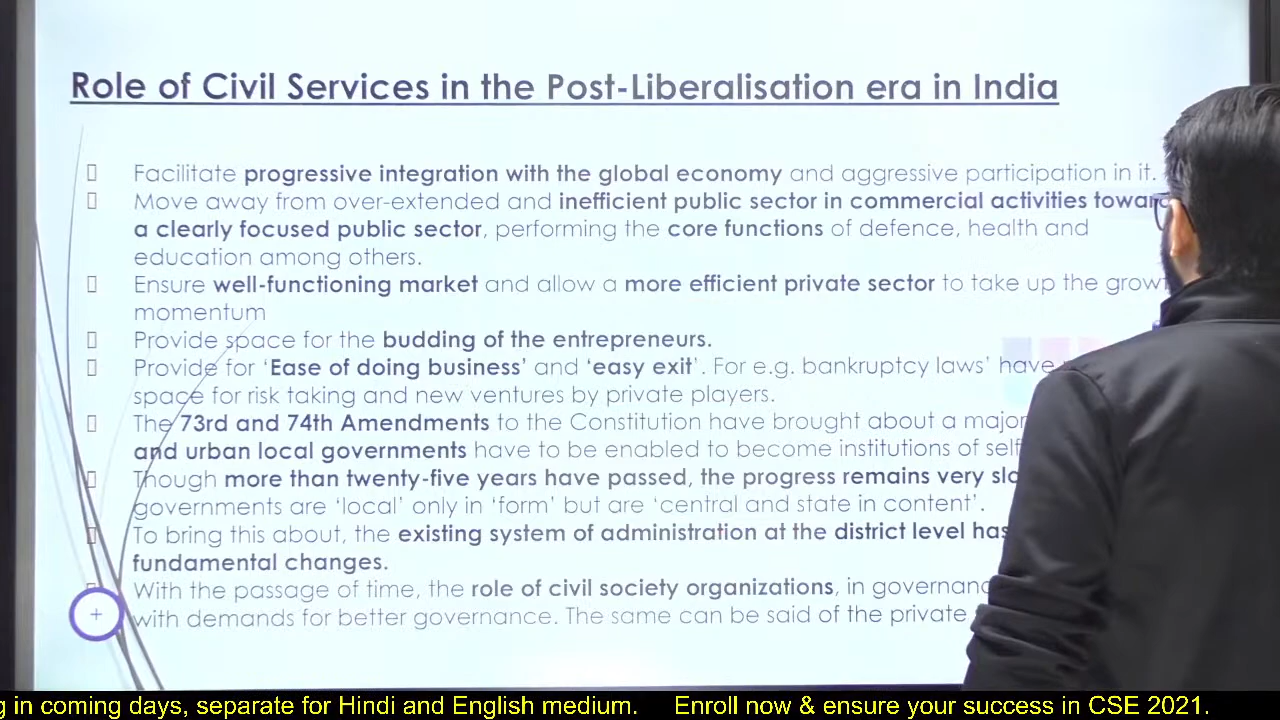 Role of Civil Services in the Post-Liberalisation era in India
Facilitate progressive integration with the global economy and aggressive participation in it.
Move away from over-extended and inefficient public sector in commercial activities
a clearly focused public sector, performing the core functions of defence, health and
education among others.
Ensure well-functioning market and allow a more efficient private sector to take up the
momentum
Provide space for the budding of the entrepreneurs.
Provide for ‘Ease of doing business’ and ‘easy exit’. For e.g. bankruptcy laws’ have
space for risk taking and new ventures by private players.
The 73rd and 74th Amendments to the Constitution have brought about a major
and urban local governments have to be enabled to become institutions of self
Though more than twenty-five years have passed, the progress remains very
governments are ‘local’ only in ‘form’ but are ‘central and state in content’.
To bring this about, the existing system of administration at the district level has
fundamental changes.
With the passage of time, the role of civil society organizations, in
with demands for better governance. The same can be said of the private
+
in coming days, separate for Hindi and English medium. Enroll now & ensure your success in CSE 2021.